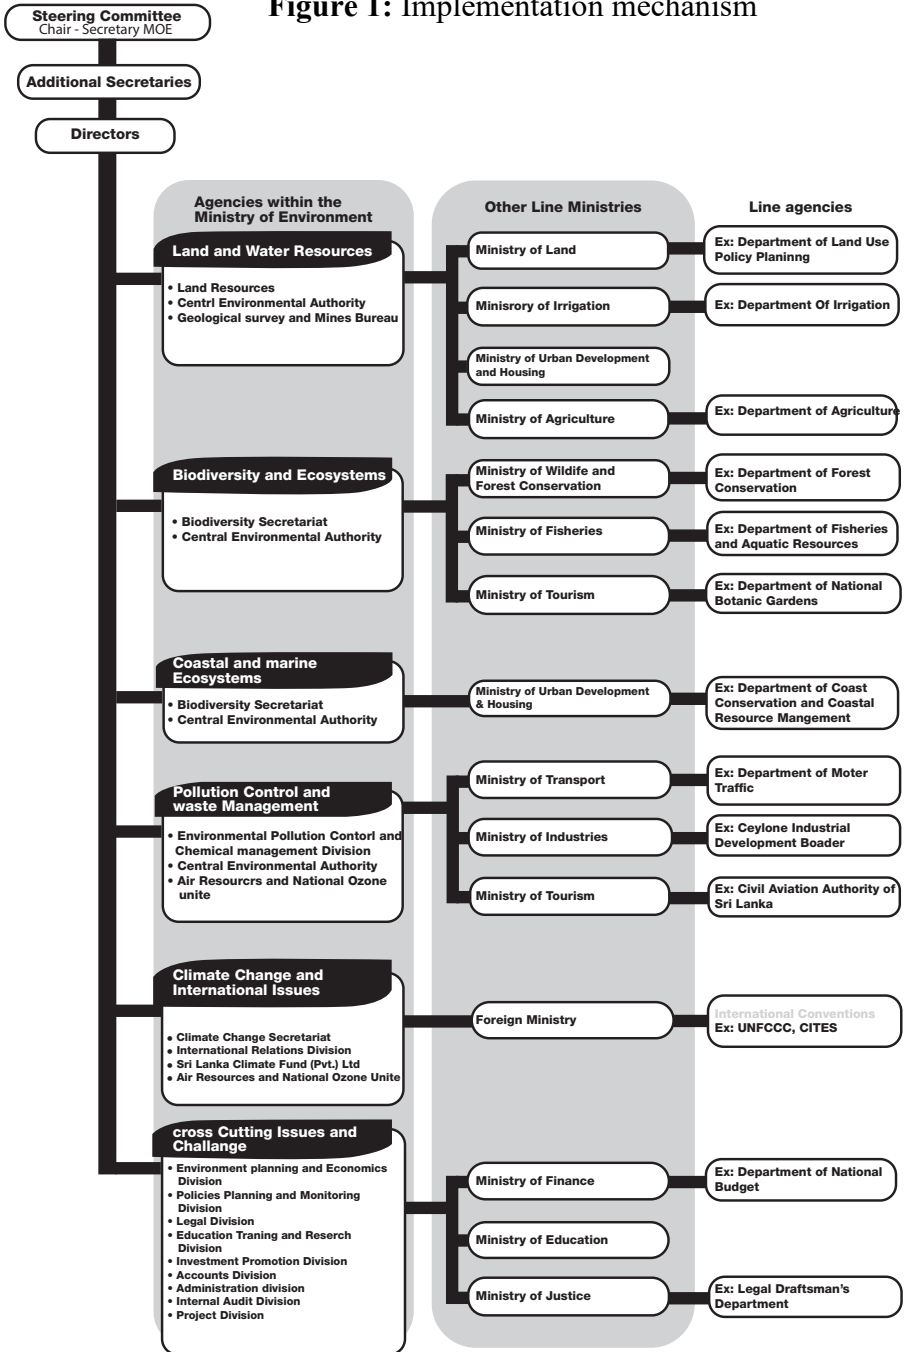 Figure 1: Implementation mechanism
Steering Committee
Chair - Secretary MOE
Additional Secretaries
Directors
Agencies within the
Ministry of Environment
Other Line Ministries
Line agencies
Land and Water Resources
• Land Resources
• Centrl Environmental Authority
• Geological survey and Mines Bureau
Ministry of Land
Ex: Department of Land Use
Policy Planinng
Minisrory of Irrigation
Ex: Department Of Irrigation
Ministry of Urban Development
and Housing
Ministry of Agriculture
Ex: Department of Agriculture
Biodiversity and Ecosystems
• Biodiversity Secretariat
• Central Environmental Authority
Ministry of Wildife and
Forest Conservation
Ex: Department of Forest
Conservation
Ministry of Fisheries
Ex: Department of Fisheries
and Aquatic Resources
Ministry of Tourism
Ex: Department of National
Botanic Gardens
Coastal and marine
Ecosystems
• Biodiversity Secretariat
• Central Environmental Authority
Ministry of Urban Development
& Housing
Ex: Department of Coast
Conservation and Coastal
Resource Mangement
Pollution Control and
waste Management
• Environmental Pollution Contorl and
Chemical management Division
• Central Environmental Authority
• Air Resourcrs and National Ozone
unite
Ministry of Transport
Ex: Department of Moter
Traffic
Ministry of Industries
Ex: Ceylone Industrial
Development Boader
Ministry of Tourism
Ex: Civil Aviation Authority of
Sri Lanka
Climate Change and
International Issues
• Climate Change Secretariat
• International Relations Division
• Sri Lanka Climate Fund (Pvt.) Ltd
• Air Resources and National Ozone Unite
Foreign Ministry
International Conventions
Ex: UNFCCC, CITES
cross Cutting Issues and
Challange
• Environment planning and Economics
Division
• Policies Planning and Monitoring
Division
• Legal Division
• Education Traning and Reserch
Division
• Investment Promotion Division
• Accounts Division
• Administration division
• Internal Audit Division
• Project Division
Ministry of Finance
Ex: Department of National
Budget
Ministry of Education
Ministry of Justice
Ex: Legal Draftsman's
Department